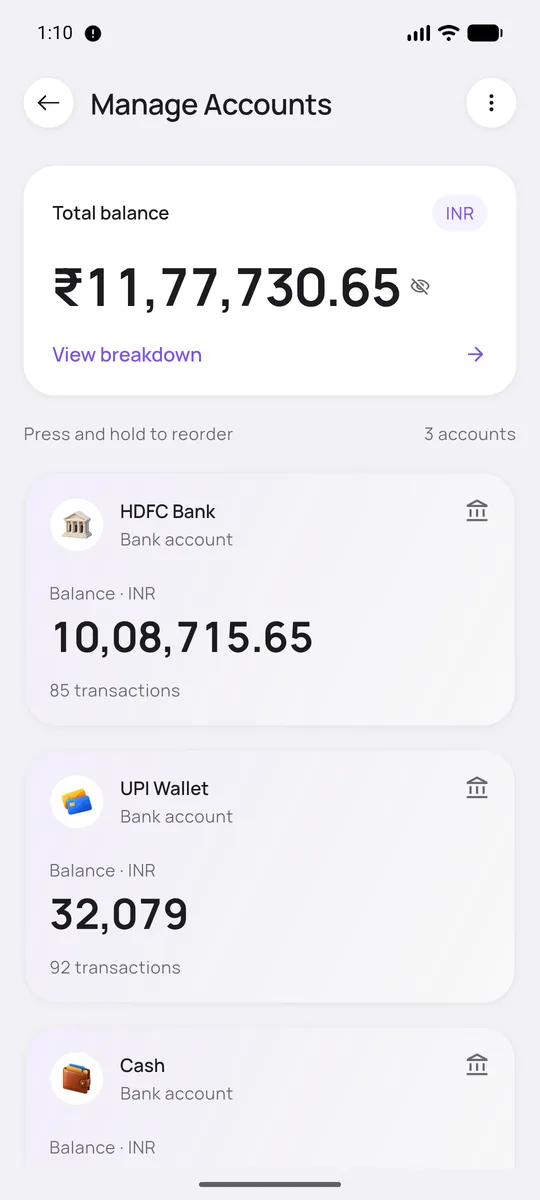 1:10
Manage Accounts
Total balance
INR
₹11,77,730.65
View breakdown
Press and hold to reorder
3 accounts
HDFC Bank
Bank account
Balance · INR
10,08,715.65
85 transactions
UPI Wallet
Bank account
Balance · INR
32,079
92 transactions
Cash
Bank account
Balance · INR